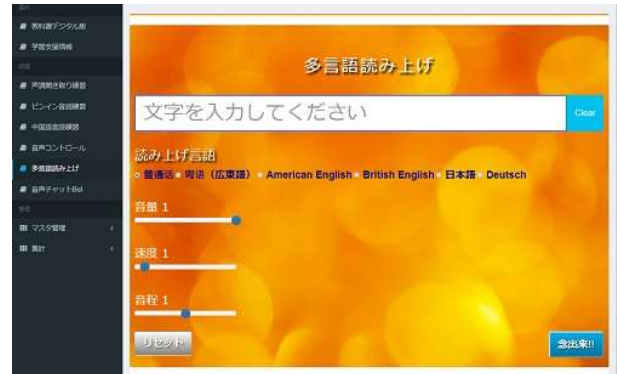 教科書デジタル版
学習支援情報
声調聞き取り練習
ピンイン音読練習
中国語音読練習
音声コントロール
多言語読み上げ
音声チャットBot
マスタ管理
集計
多言語読み上げ
文字を入力してください
Clear
読み上げ言語
普通话 粤语（広東語） American English British English 日本語 Deutsch
音量 1
速度 1
音程 1
リセット
念出来!!